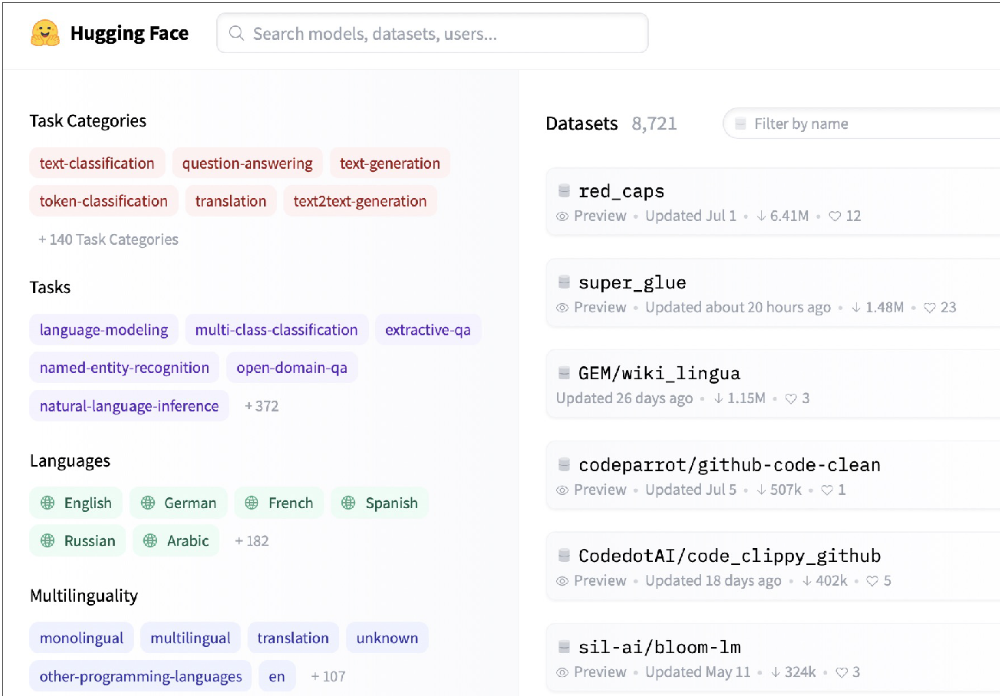 Hugging Face
Search models, datasets, users...
Task Categories
text-classification question-answering text-generation
token-classification translation text2text-generation
+ 140 Task Categories
Tasks
language-modeling multi-class-classification extractive-qa
named-entity-recognition open-domain-qa
natural-language-inference + 372
Languages
English German French Spanish
Russian Arabic + 182
Multilinguality
monolingual multilingual translation unknown
other-programming-languages en + 107
Datasets 8,721 Filter by name
red_caps
Preview • Updated Jul 1 • ↓ 6.41M • ♡ 12
super_glue
Preview • Updated about 20 hours ago • ↓ 1.48M • ♡ 23
GEM/wiki_lingua
Updated 26 days ago • ↓ 1.15M • ♡ 3
codeparrot/github-code-clean
Preview • Updated Jul 5 • ↓ 507k • ♡ 1
CodedotAI/code_clippy_github
Preview • Updated 18 days ago • ↓ 402k • ♡ 5
sil-ai/bloom-lm
Preview • Updated May 11 • ↓ 324k • ♡ 3